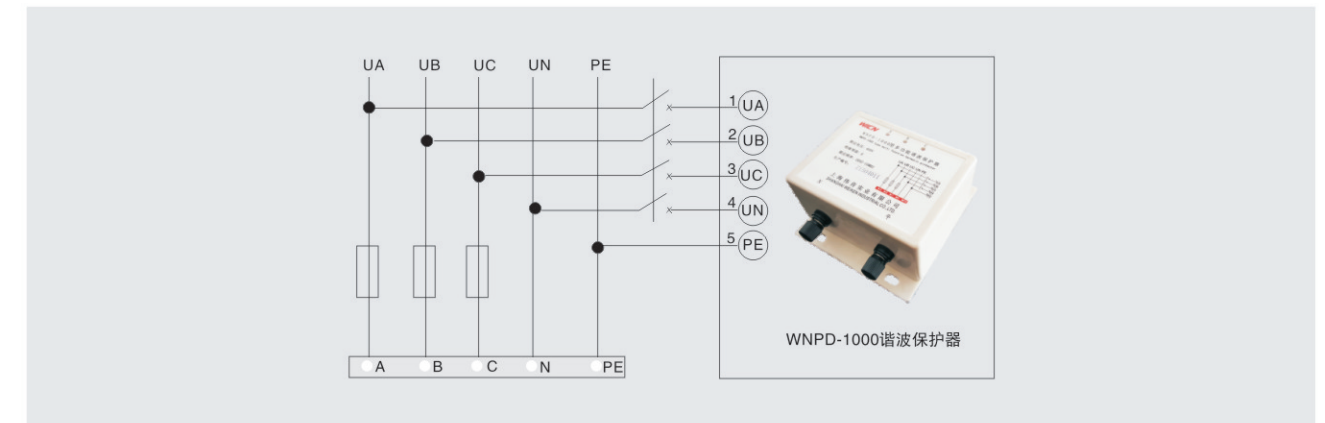 UA UB UC UN PE
1 UA
2 UB
3 UC
4 UN
5 PE
WNPD-1000谐波保护器
A B C N PE